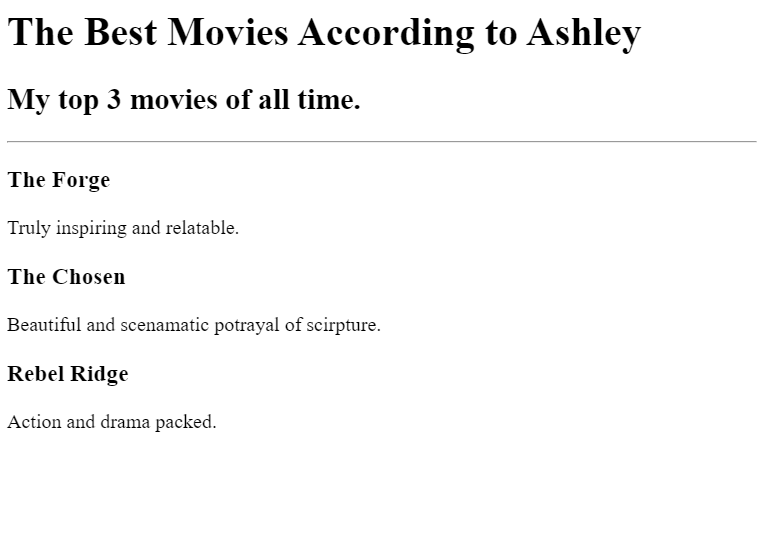 The Best Movies According to Ashley
My top 3 movies of all time.
The Forge
Truly inspiring and relatable.
The Chosen
Beautiful and scenamatic potrayal of scirpture.
Rebel Ridge
Action and drama packed.